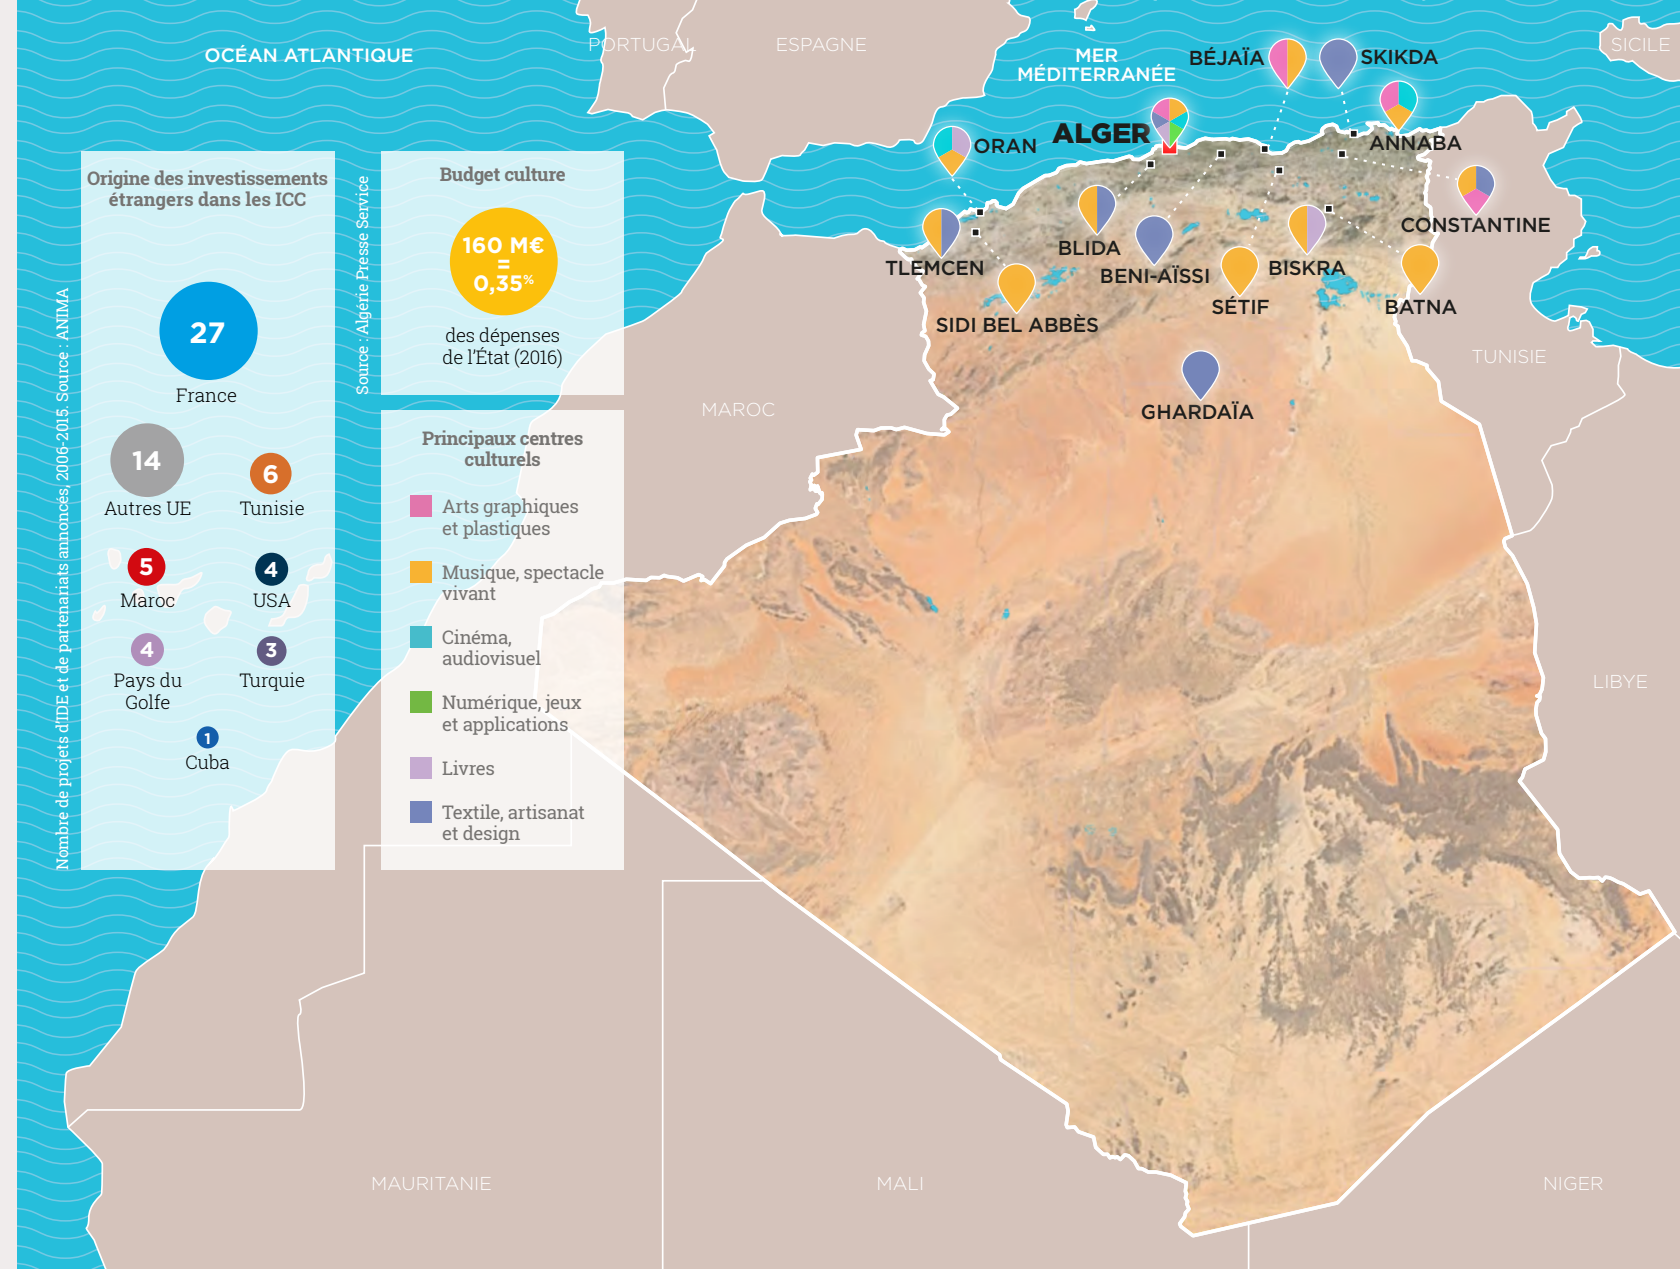 OCÉAN ATLANTIQUE
PORTUGAL
ESPAGNE
MER
MÉDITERRANÉE
SICILE
BÉJAÏA
SKIKDA
ORAN
ALGER
ANNABA
CONSTANTINE
TLEMCEN
BLIDA
BENI-AÏSSI
SÉTIF
BISKRA
BATNA
SIDI BEL ABBÈS
GHARDAÏA
TUNISIE
MAROC
LIBYE
MAURITANIE
MALI
NIGER
Origine des investissements
étrangers dans les ICC
27
France
14
Autres UE
6
Tunisie
5
Maroc
4
USA
4
Pays du
Golfe
3
Turquie
1
Cuba
Nombre de projets d'IDE et de partenariats annoncés, 2006-2015. Source : ANIMA
Budget culture
160 M€
=
0,35%
des dépenses
de l'État (2016)
Source : Algérie Presse Service
Principaux centres
culturels
Arts graphiques
et plastiques
Musique, spectacle
vivant
Cinéma,
audiovisuel
Numérique, jeux
et applications
Livres
Textile, artisanat
et design